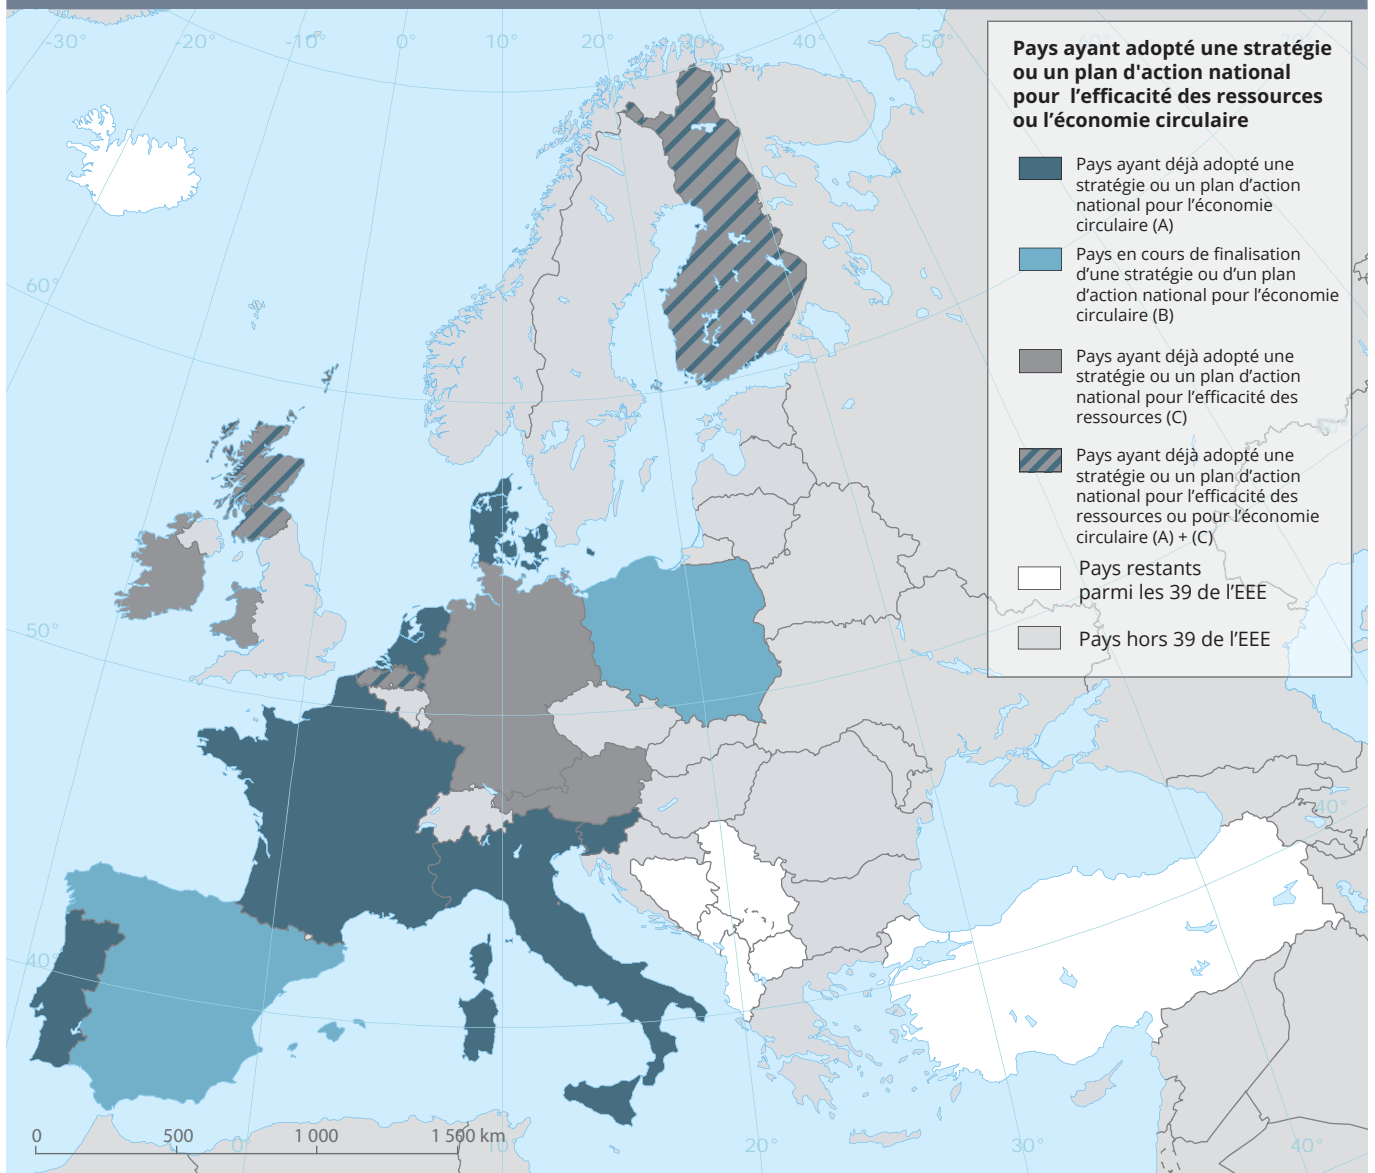 -30°
-20°
-10°
0°
10°
20°
30°
40°
50°
60°
Pays ayant adopté une stratégie
ou un plan d'action national
pour l’efficacité des ressources
ou l’économie circulaire
Pays ayant déjà adopté une
stratégie ou un plan d’action
national pour l’économie
circulaire (A)
Pays en cours de finalisation
d’une stratégie ou d’un plan
d’action national pour l’économie
circulaire (B)
Pays ayant déjà adopté une
stratégie ou un plan d’action
national pour l’efficacité des
ressources (C)
Pays ayant déjà adopté une
stratégie ou un plan d’action
national pour l’efficacité des
ressources ou pour l’économie
circulaire (A) + (C)
Pays restants
parmi les 39 de l’EEE
Pays hors 39 de l’EEE
60°
50°
40°
40°
0 500 1 000 1 500 km
0°
10°
20°
30°
40°